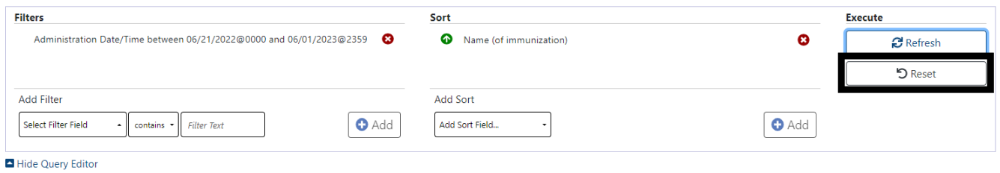 Filters
Administration Date/Time between 06/21/2022@0000 and 06/01/2023@2359
Add Filter
Select Filter Field contains Filter Text Add
Sort
Name (of immunization)
Add Sort
Add Sort Field... Add
Execute
Refresh
Reset
Hide Query Editor